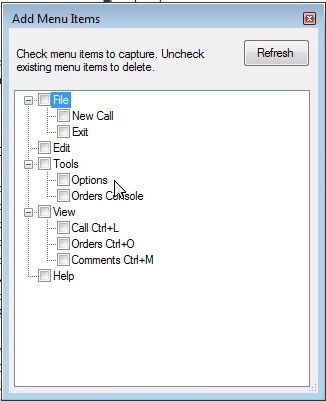 Add Menu Items
Check menu items to capture. Uncheck
existing menu items to delete.
Refresh
File
New Call
Exit
Edit
Tools
Options
Orders Console
View
Call Ctrl+L
Orders Ctrl+O
Comments Ctrl+M
Help